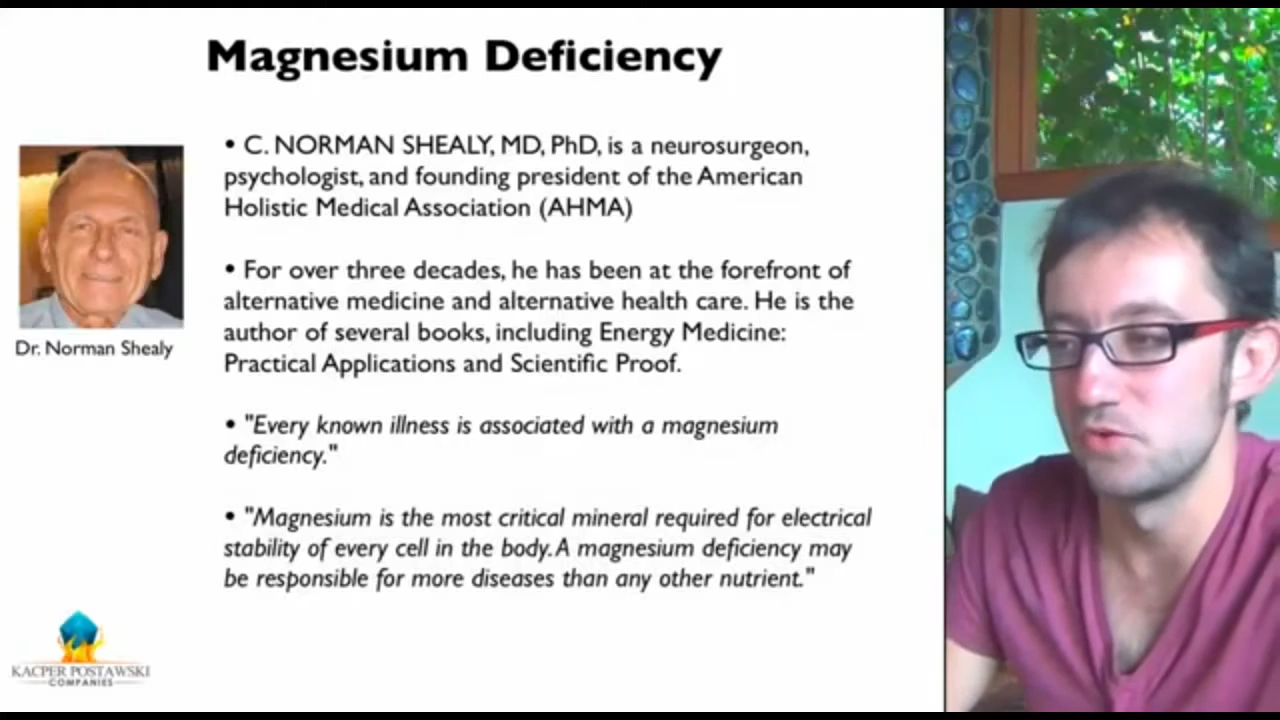 Magnesium Deficiency
• C. NORMAN SHEALY, MD, PhD, is a neurosurgeon,
psychologist, and founding president of the American
Holistic Medical Association (AHMA)
• For over three decades, he has been at the forefront of
alternative medicine and alternative health care. He is the
author of several books, including Energy Medicine:
Practical Applications and Scientific Proof.
• "Every known illness is associated with a magnesium
deficiency."
• "Magnesium is the most critical mineral required for electrical
stability of every cell in the body. A magnesium deficiency may
be responsible for more diseases than any other nutrient."
Dr. Norman Shealy
KACPER POSTAWSKI
COMPANIES